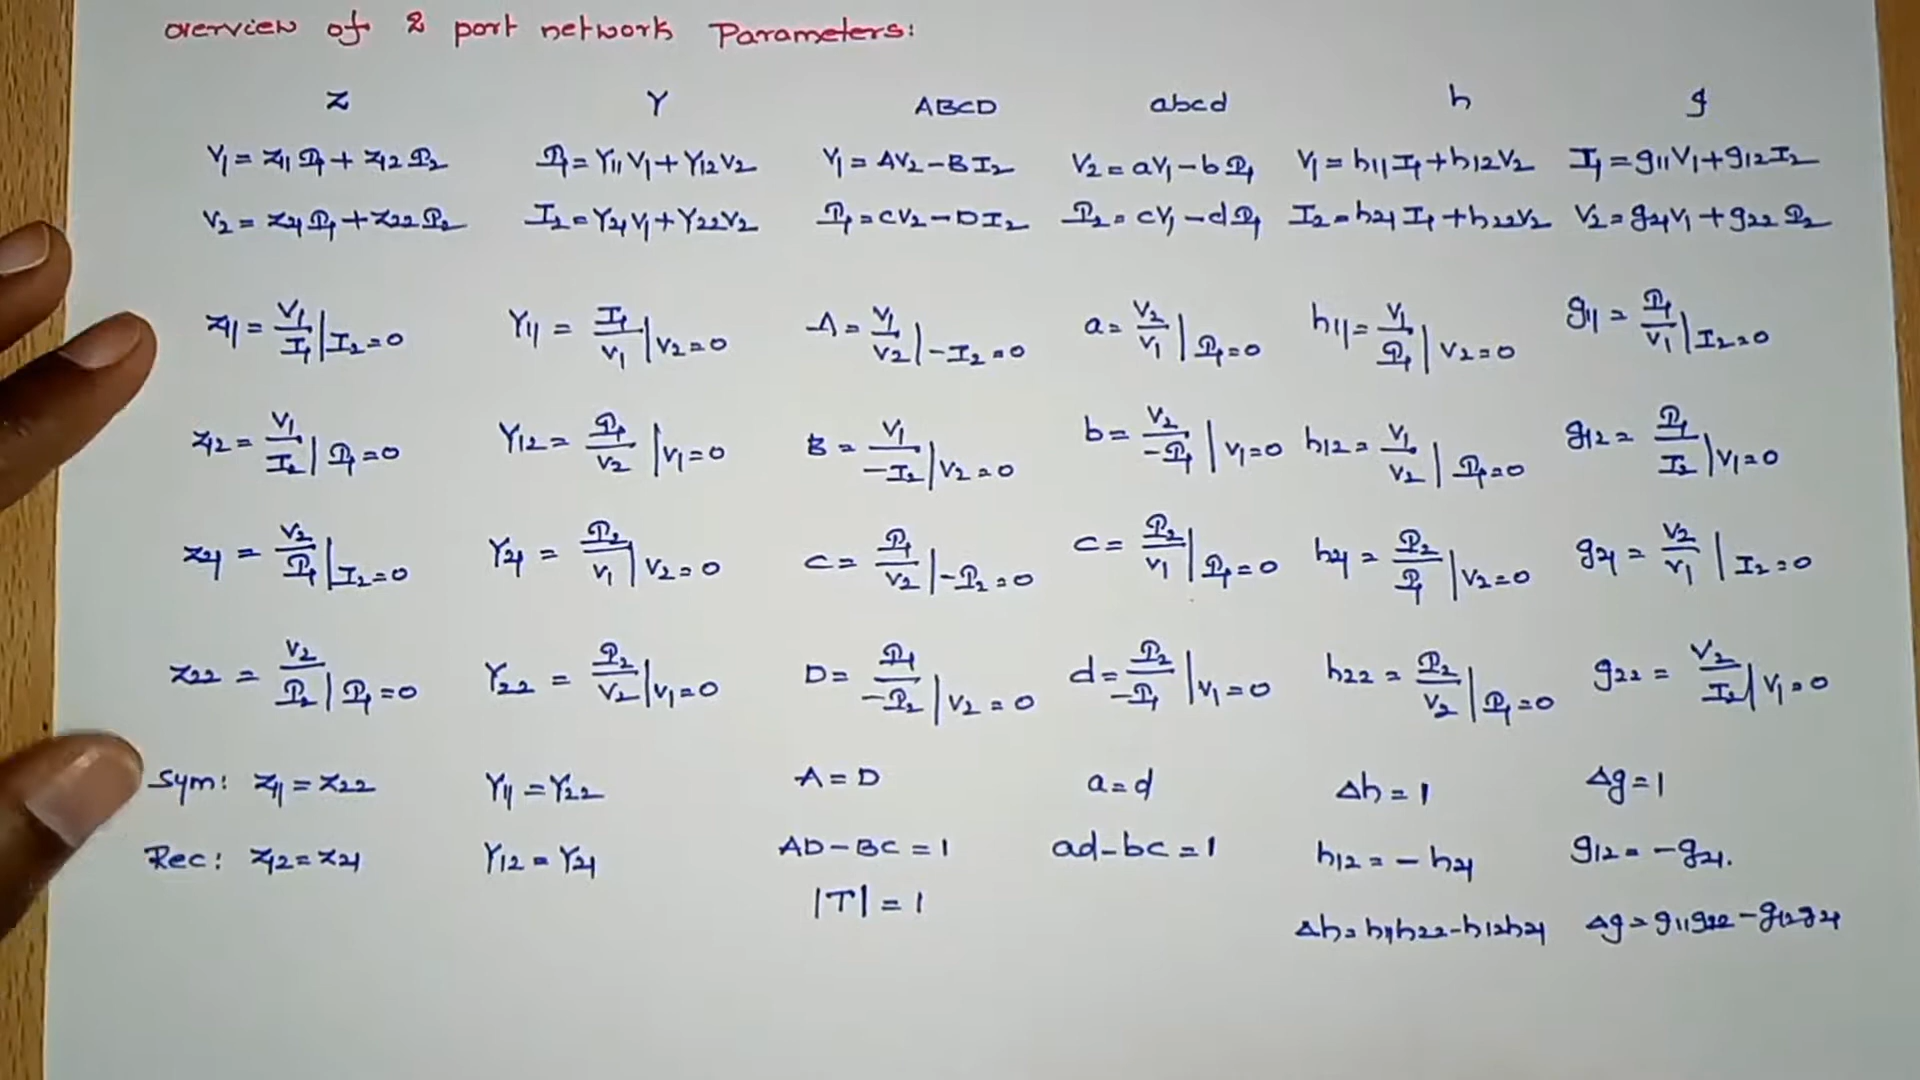 overview of 2 port network Parameters:
Z Y ABCD abcd h g
V1 = Z11 I1 + Z12 I2 I1 = Y11 V1 + Y12 V2 V1 = AV2 - BI2 V2 = aV1 - bI1 V1 = h11 I1 + h12 V2 I1 = g11 V1 + g12 I2
V2 = Z21 I1 + Z22 I2 I2 = Y21 V1 + Y22 V2 I1 = CV2 - DI2 I2 = cV1 - dI1 I2 = h21 I1 + h22 V2 V2 = g21 V1 + g22 I2
Z11 = V1/I1 | I2=0 Y11 = I1/V1 | V2=0 A = V1/V2 | -I2=0 a = V2/V1 | I1=0 h11 = V1/I1 | V2=0 g11 = I1/V1 | I2=0
Z12 = V1/I2 | I1=0 Y12 = I1/V2 | V1=0 B = V1/-I2 | V2=0 b = V2/-I1 | V1=0 h12 = V1/V2 | I1=0 g12 = I1/I2 | V1=0
Z21 = V2/I1 | I2=0 Y21 = I2/V1 | V2=0 C = I1/V2 | -I2=0 c = I2/V1 | I1=0 h21 = I2/I1 | V2=0 g21 = V2/V1 | I2=0
Z22 = V2/I2 | I1=0 Y22 = I2/V2 | V1=0 D = I1/-I2 | V2=0 d = I2/-I1 | V1=0 h22 = I2/V2 | I1=0 g22 = V2/I2 | V1=0
Sym: Z11 = Z22 Y11 = Y22 A = D a = d Δh = 1 Δg = 1
Rec: Z12 = Z21 Y12 = Y21 AD - BC = 1 ad - bc = 1 h12 = - h21 g12 = - g21.
|T| = 1 Δh = h11 h22 - h12 h21 Δg = g11 g22 - g12 g21